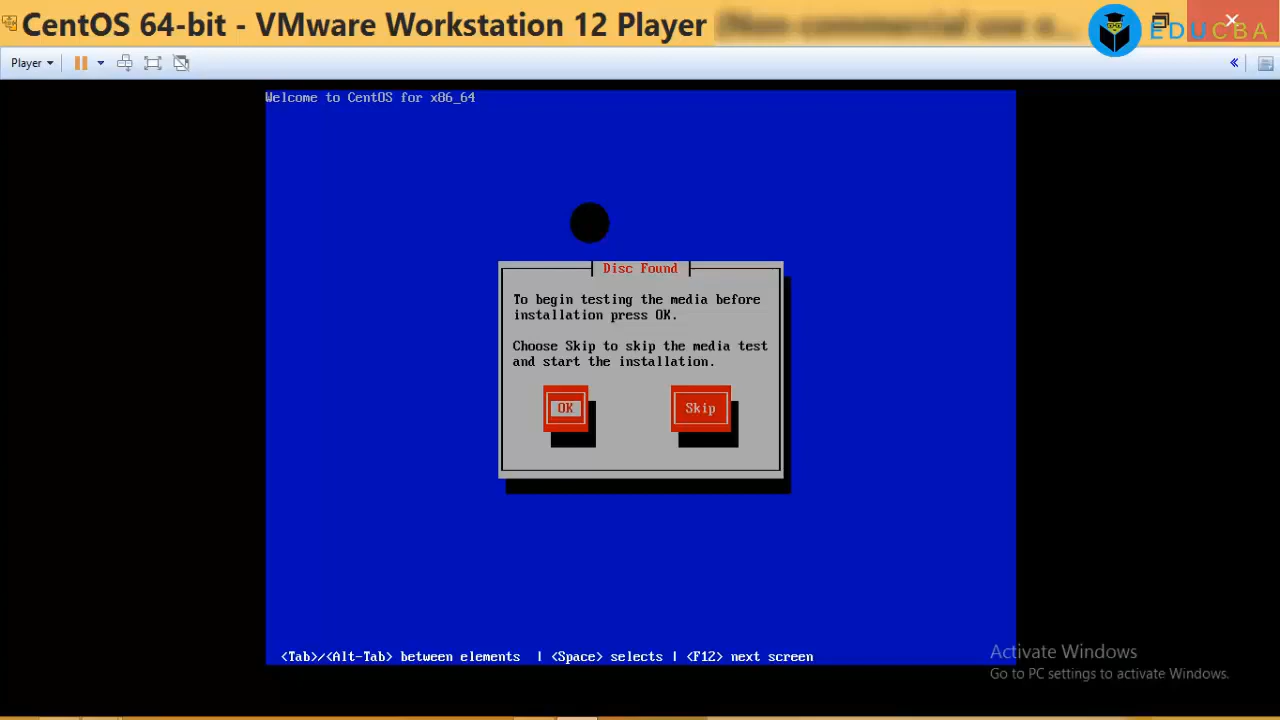 CentOS 64-bit - VMware Workstation 12 Player
EDUCBA
Player
Welcome to CentOS for x86_64
Disc Found
To begin testing the media before
installation press OK.
Choose Skip to skip the media test
and start the installation.
OK Skip
<Tab>/<Alt-Tab> between elements | <Space> selects | <F12> next screen
Activate Windows
Go to PC settings to activate Windows.